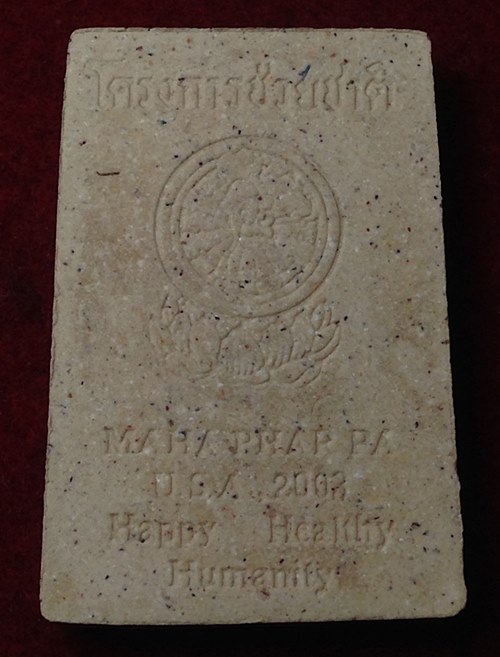 โครงการช่วยชาติ
MAHA PHAR PA
U.S.A. 2003
Happy Healthy
Humanity